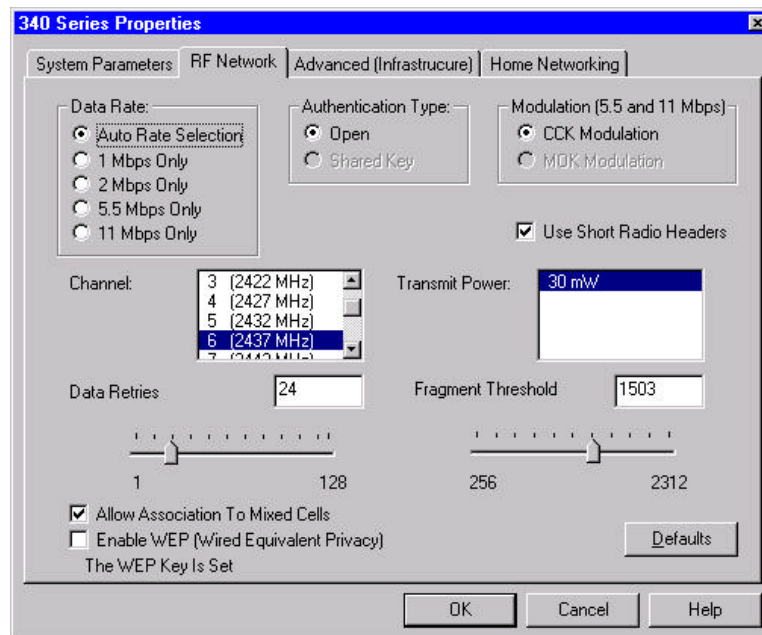 340 Series Properties
System Parameters
RF Network
Advanced (Infrastrucure)
Home Networking
Data Rate:
Auto Rate Selection
1 Mbps Only
2 Mbps Only
5.5 Mbps Only
11 Mbps Only
Authentication Type:
Open
Shared Key
Modulation (5.5 and 11 Mbps)
CCK Modulation
MOK Modulation
Use Short Radio Headers
Channel:
3 (2422 MHz)
4 (2427 MHz)
5 (2432 MHz)
6 (2437 MHz)
Transmit Power:
30 mW
Data Retries
24
1
128
Fragment Threshold
1503
256
2312
Allow Association To Mixed Cells
Enable WEP (Wired Equivalent Privacy)
The WEP Key Is Set
Defaults
OK
Cancel
Help